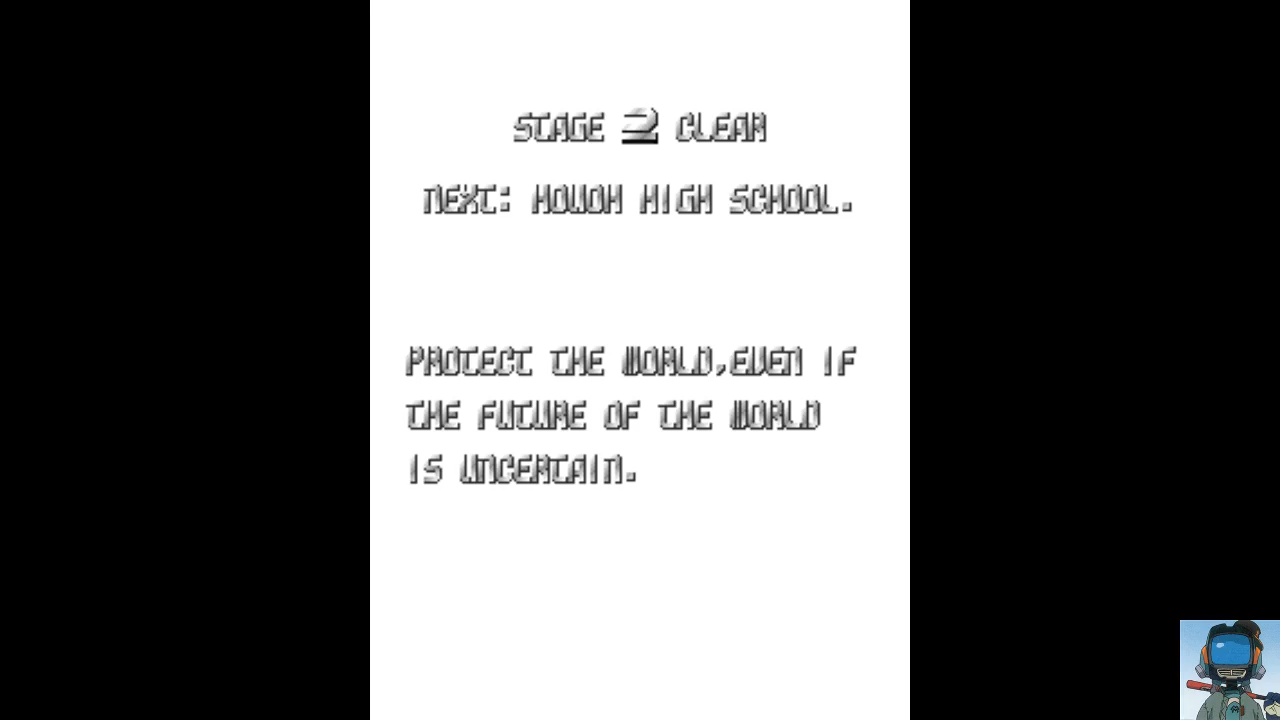 STAGE 2 CLEAR
NEXT: HOUOH HIGH SCHOOL.
PROTECT THE WORLD,EVEN IF
THE FUTURE OF THE WORLD
IS UNCERTAIN.